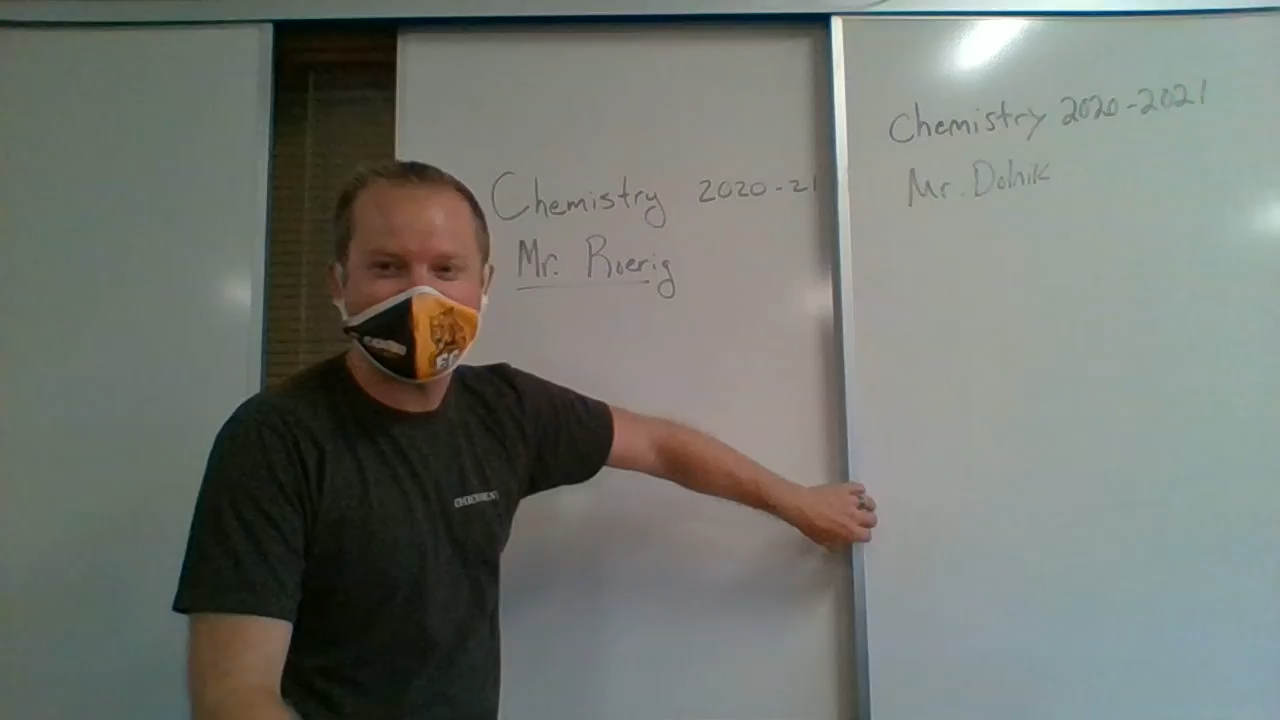 Chemistry 2020-21
Mr. Roerig
Chemistry 2020-2021
Mr. Dolnik